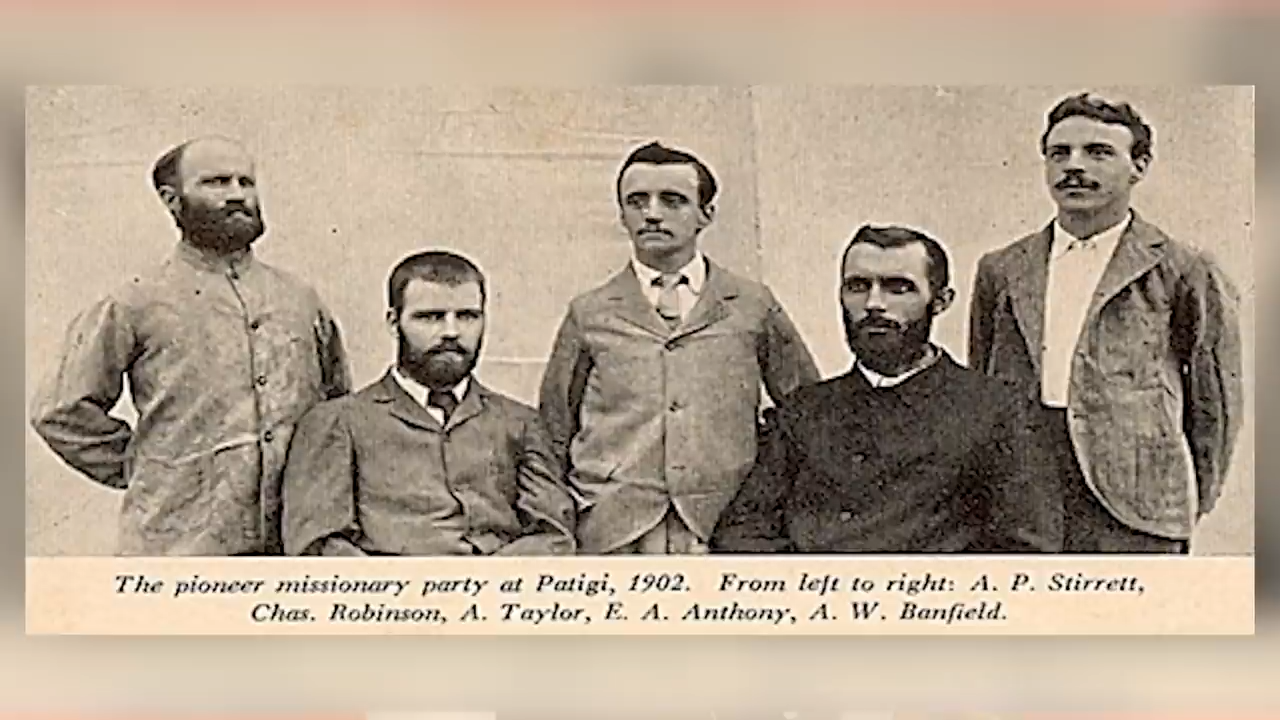 The pioneer missionary party at Patigi, 1902. From left to right: A. P. Stirrett,
Chas. Robinson, A. Taylor, E. A. Anthony, A. W. Banfield.